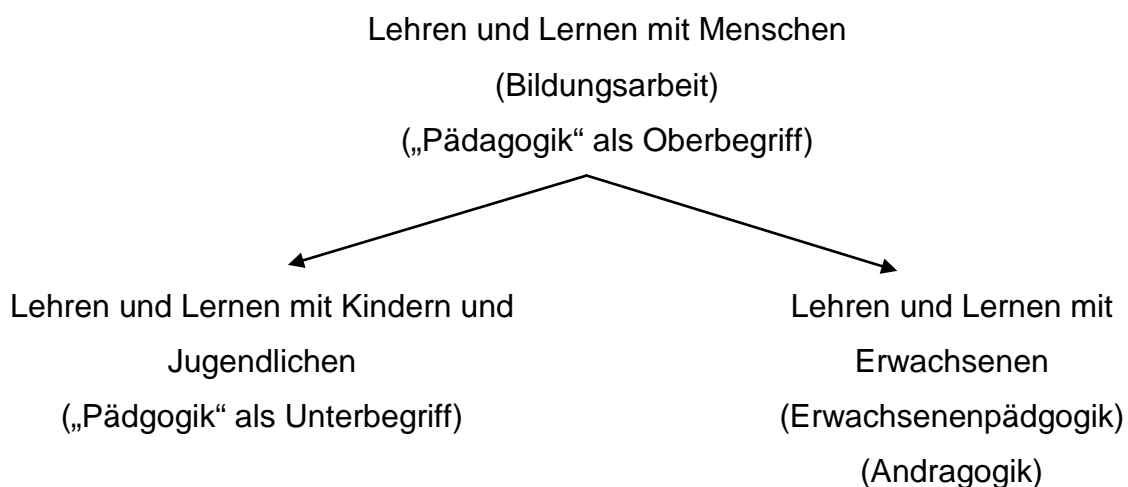 Lehren und Lernen mit Menschen
(Bildungsarbeit)
(„Pädagogik“ als Oberbegriff)
Lehren und Lernen mit Kindern und
Jugendlichen
(„Pädgogik“ als Unterbegriff)
Lehren und Lernen mit
Erwachsenen
(Erwachsenenpädgogik)
(Andragogik)